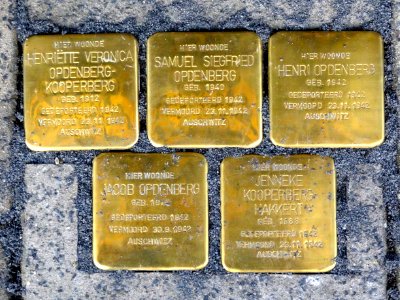 HIER WOONDE
HENRIËTTE VERONICA
OPDENBERG-
KOOPERBERG
GEB. 1912
GEDEPORTEERD 1942
VERMOORD 23.11.1942
AUSCHWITZ
HIER WOONDE
SAMUEL SIEGFRIED
OPDENBERG
GEB. 1940
GEDEPORTEERD 1942
VERMOORD 23.11.1942
AUSCHWITZ
HIER WOONDE
HENRI OPDENBERG
GEB. 1942
GEDEPORTEERD 1942
VERMOORD 23.11.1942
AUSCHWITZ
HIER WOONDE
JACOB OPDENBERG
GEB.
GEDEPORTEERD 1942
VERMOORD 30.9.1942
AUSCHWITZ
HIER WOONDE
JENNEKE
KOOPERBERG-
HAKKERT
GEB.
GEDEPORTEERD 1942
VERMOORD 1942
AUSCHWITZ